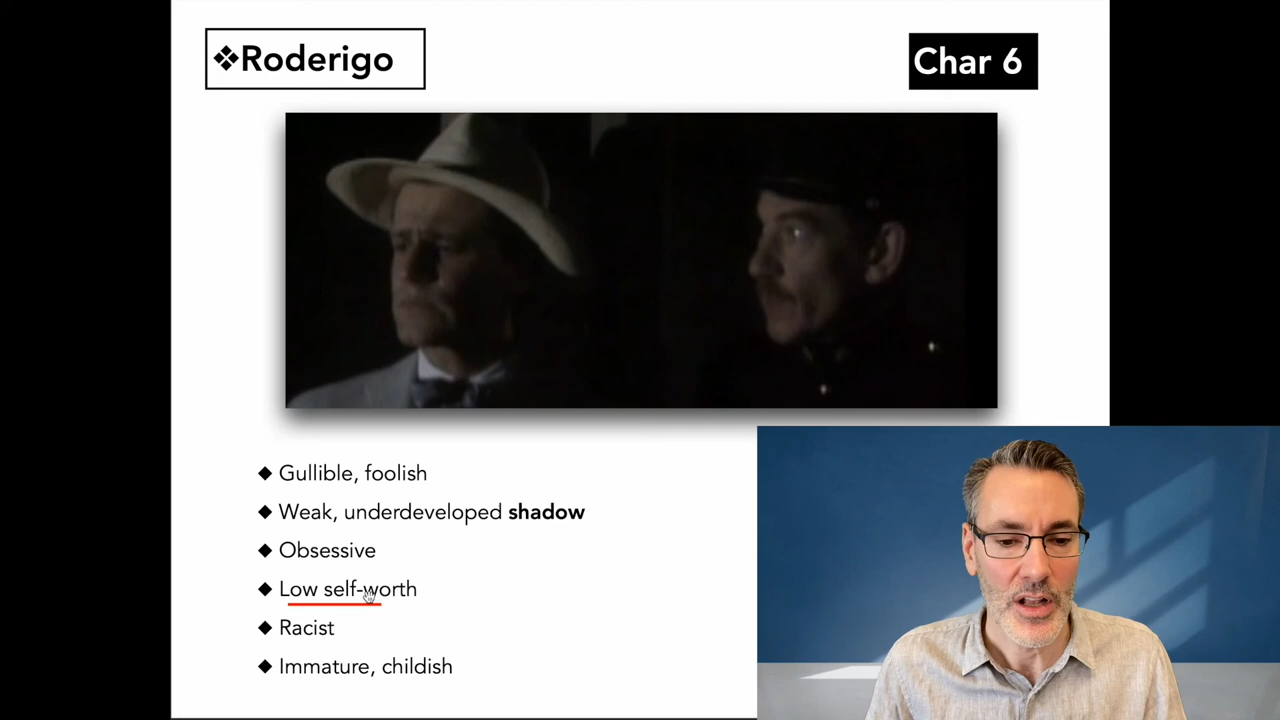 ❖Roderigo
Char 6
◆ Gullible, foolish
◆ Weak, underdeveloped shadow
◆ Obsessive
◆ Low self-worth
◆ Racist
◆ Immature, childish